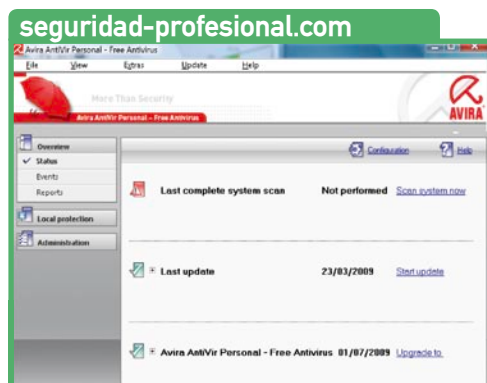 seguridad-profesional.com
Avira AntiVir Personal - Free Antivirus
File View Extras Update Help
More Than Security
Avira AntiVir Personal – Free Antivirus
AVIRA
Overview
Status
Events
Reports
Local protection
Administration
Configuration Help
Last complete system scan Not performed Scan system now
Last update 23/03/2009 Start update
Avira AntiVir Personal - Free Antivirus 01/07/2009 Upgrade to